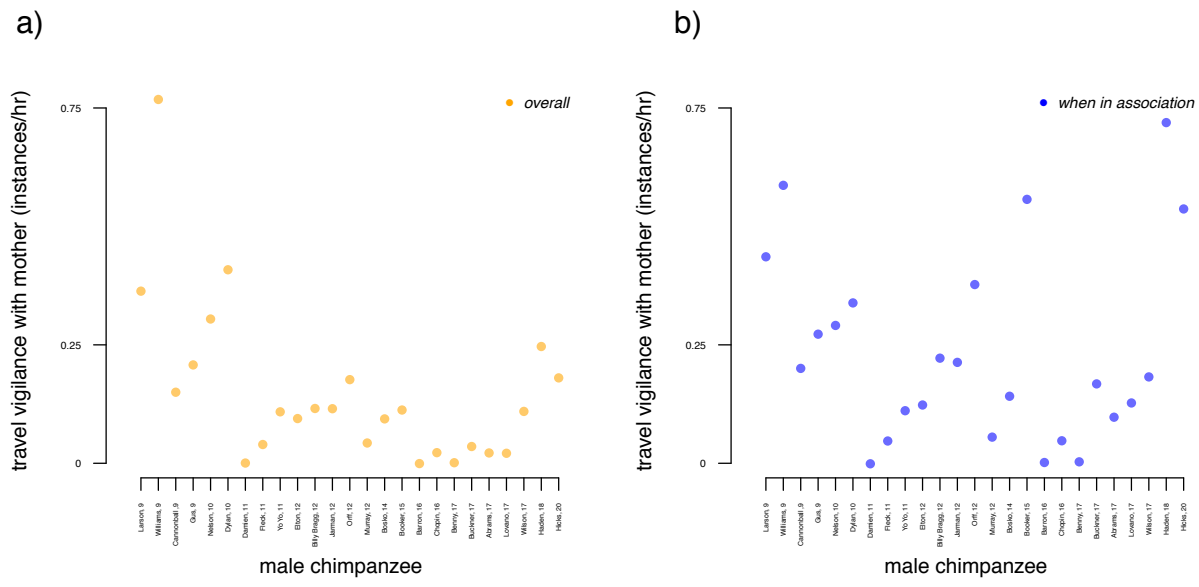 a)
travel vigilance with mother (instances/hr)
0.75
0.25
0
overall
Larson, 9
Williams, 9
Cannonball ,9
Gus, 9
Nelson, 10
Dylan, 10
Damien, 11
Fleck, 11
Yo Yo, 11
Elton, 12
Billy Bragg, 12
Jarman, 12
Orff, 12
Murray, 12
Bosko, 14
Booker, 15
Barron, 16
Chopin, 16
Benny, 17
Buckner, 17
Abrams, 17
Lovano, 17
Wilson, 17
Haden, 18
Hicks, 20
male chimpanzee
b)
travel vigilance with mother (instances/hr)
0.75
0.25
0
when in association
Larson, 9
Williams, 9
Cannonball ,9
Gus, 9
Nelson, 10
Dylan, 10
Damien, 11
Fleck, 11
Yo Yo, 11
Elton, 12
Billy Bragg, 12
Jarman, 12
Orff, 12
Murray, 12
Bosko, 14
Booker, 15
Barron, 16
Chopin, 16
Benny, 17
Buckner, 17
Abrams, 17
Lovano, 17
Wilson, 17
Haden, 18
Hicks, 20
male chimpanzee